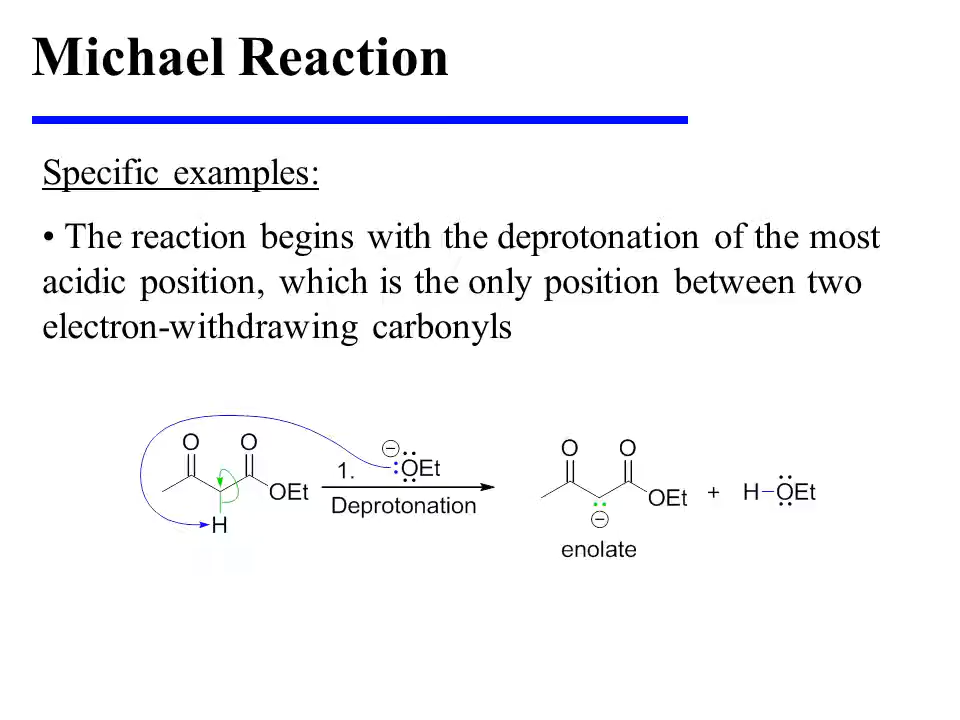 Michael Reaction
Specific examples:
• The reaction begins with the deprotonation of the most
acidic position, which is the only position between two
electron-withdrawing carbonyls
O O
OEt
H
1. OEt
Deprotonation
O O
OEt + H OEt
enolate